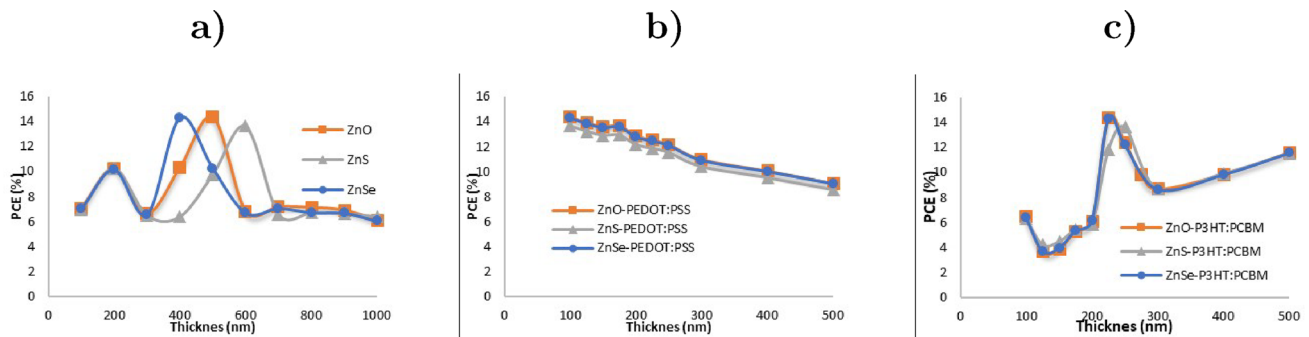 a)
PCE (%)
16
14
12
10
8
6
4
2
0
0
200
400
600
800
1000
Thicknes (nm)
ZnO
ZnS
ZnSe
b)
PCE (%)
16
14
12
10
8
6
4
2
0
0
100
200
300
400
500
Thicknes (nm)
ZnO-PEDOT:PSS
ZnS-PEDOT:PSS
ZnSe-PEDOT:PSS
c)
PCE (%)
16
14
12
10
8
6
4
2
0
0
100
200
300
400
500
Thicknes (nm)
ZnO-P3HT:PCBM
ZnS-P3HT:PCBM
ZnSe-P3HT:PCBM